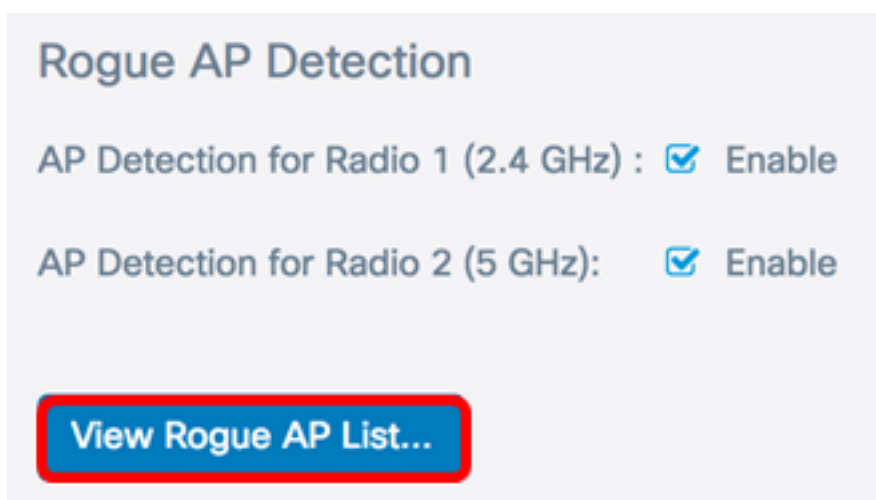 Rogue AP Detection
AP Detection for Radio 1 (2.4 GHz) : Enable
AP Detection for Radio 2 (5 GHz): Enable
View Rogue AP List...